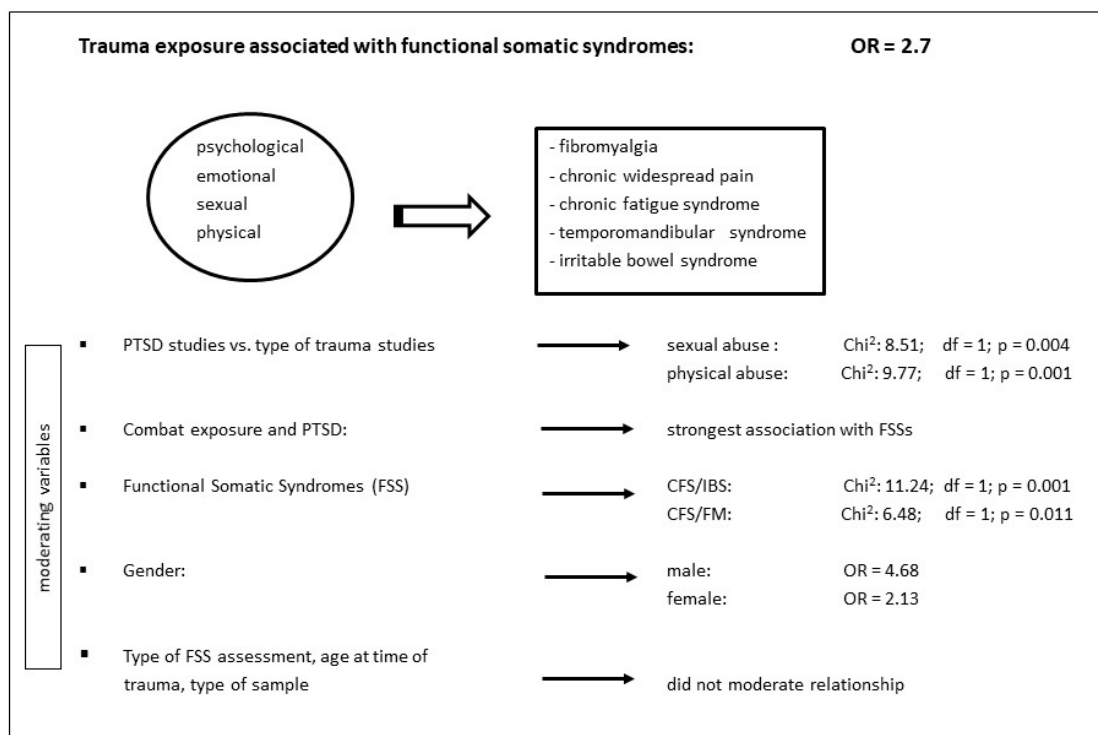 Trauma exposure associated with functional somatic syndromes: OR = 2.7
psychological
emotional
sexual
physical
- fibromyalgia
- chronic widespread pain
- chronic fatigue syndrome
- temporomandibular syndrome
- irritable bowel syndrome
moderating variables
▪ PTSD studies vs. type of trauma studies
sexual abuse : Chi²: 8.51; df = 1; p = 0.004
physical abuse: Chi²: 9.77; df = 1; p = 0.001
▪ Combat exposure and PTSD:
strongest association with FSSs
▪ Functional Somatic Syndromes (FSS)
CFS/IBS: Chi²: 11.24; df = 1; p = 0.001
CFS/FM: Chi²: 6.48; df = 1; p = 0.011
▪ Gender:
male: OR = 4.68
female: OR = 2.13
▪ Type of FSS assessment, age at time of
trauma, type of sample
did not moderate relationship